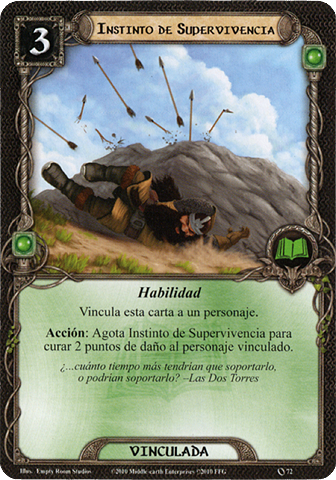 3
Instinto de Supervivencia
Habilidad
Vincula esta carta a un personaje.
Acción: Agota Instinto de Supervivencia para
curar 2 puntos de daño al personaje vinculado.
¿...cuánto tiempo más tendrian que soportarlo,
o podrian soportarlo? –Las Dos Torres
Illus. Empty Room Studios
©2010 Middle-earth Enterprises ©2010 FFG
72
VINCULADA